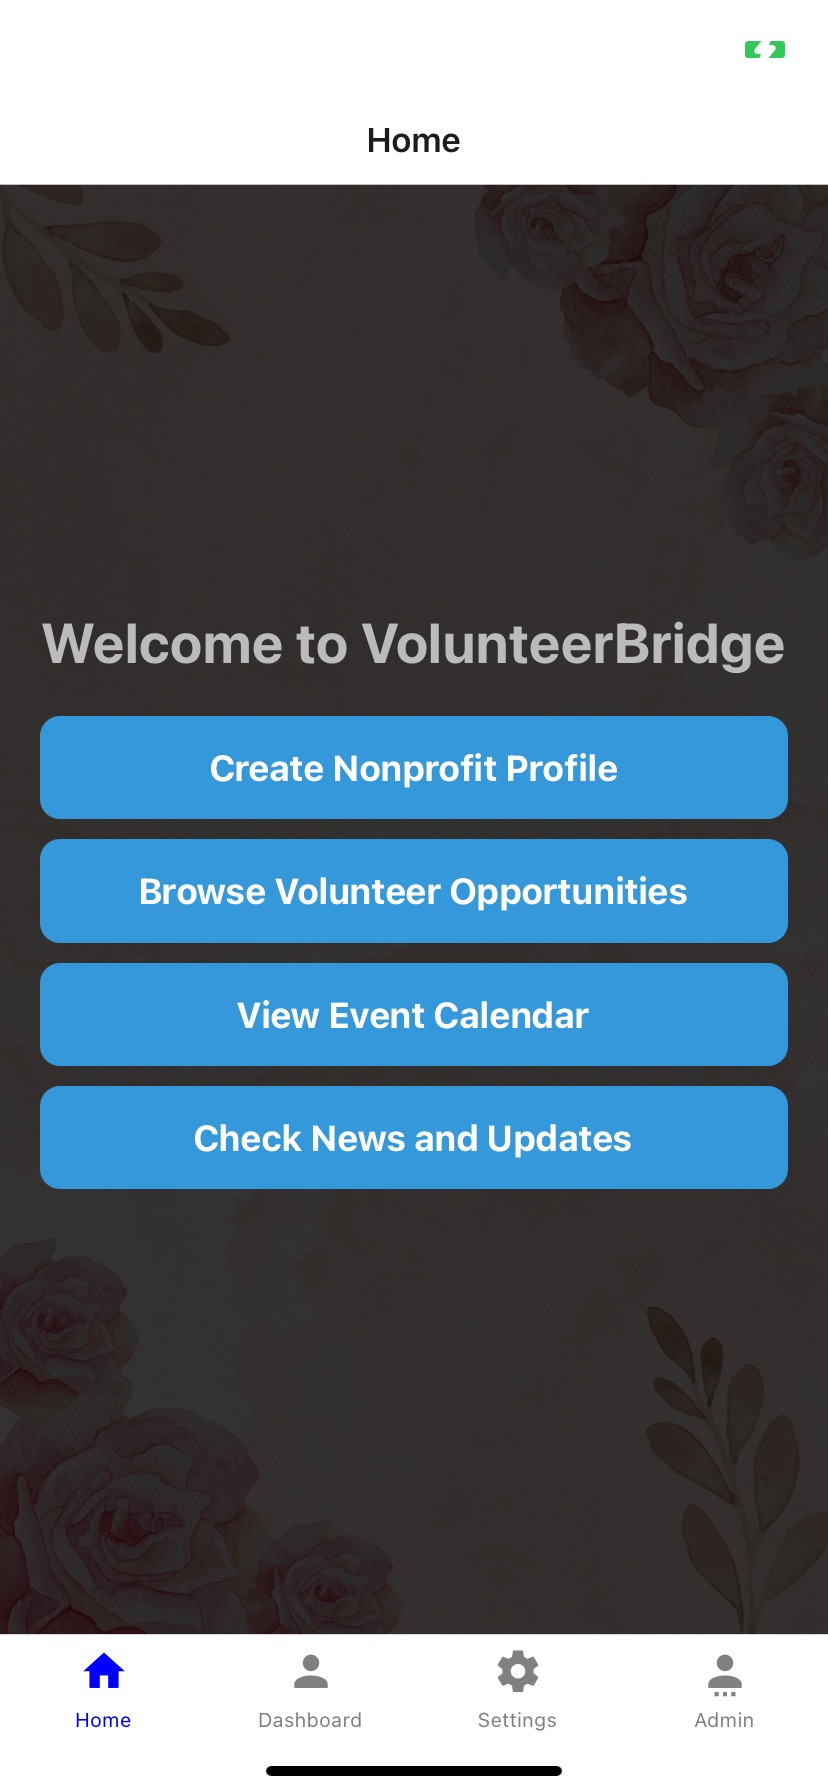 Home
Welcome to VolunteerBridge
Create Nonprofit Profile
Browse Volunteer Opportunities
View Event Calendar
Check News and Updates
Home
Dashboard
Settings
Admin